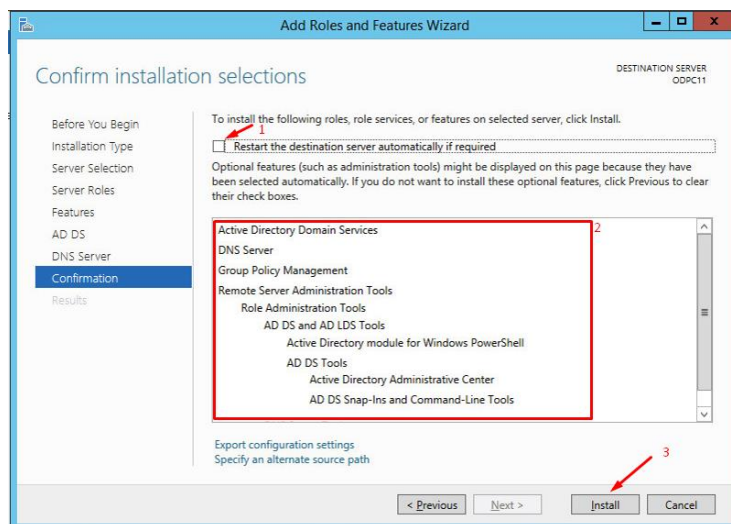 Add Roles and Features Wizard
Confirm installation selections
DESTINATION SERVER
ODPC11
Before You Begin
Installation Type
Server Selection
Server Roles
Features
AD DS
DNS Server
Confirmation
Results
To install the following roles, role services, or features on selected server, click Install.
1
Restart the destination server automatically if required
Optional features (such as administration tools) might be displayed on this page because they have
been selected automatically. If you do not want to install these optional features, click Previous to clear
their check boxes.
2
Active Directory Domain Services
DNS Server
Group Policy Management
Remote Server Administration Tools
Role Administration Tools
AD DS and AD LDS Tools
Active Directory module for Windows PowerShell
AD DS Tools
Active Directory Administrative Center
AD DS Snap-Ins and Command-Line Tools
Export configuration settings
Specify an alternate source path
3
< Previous
Next >
Install
Cancel